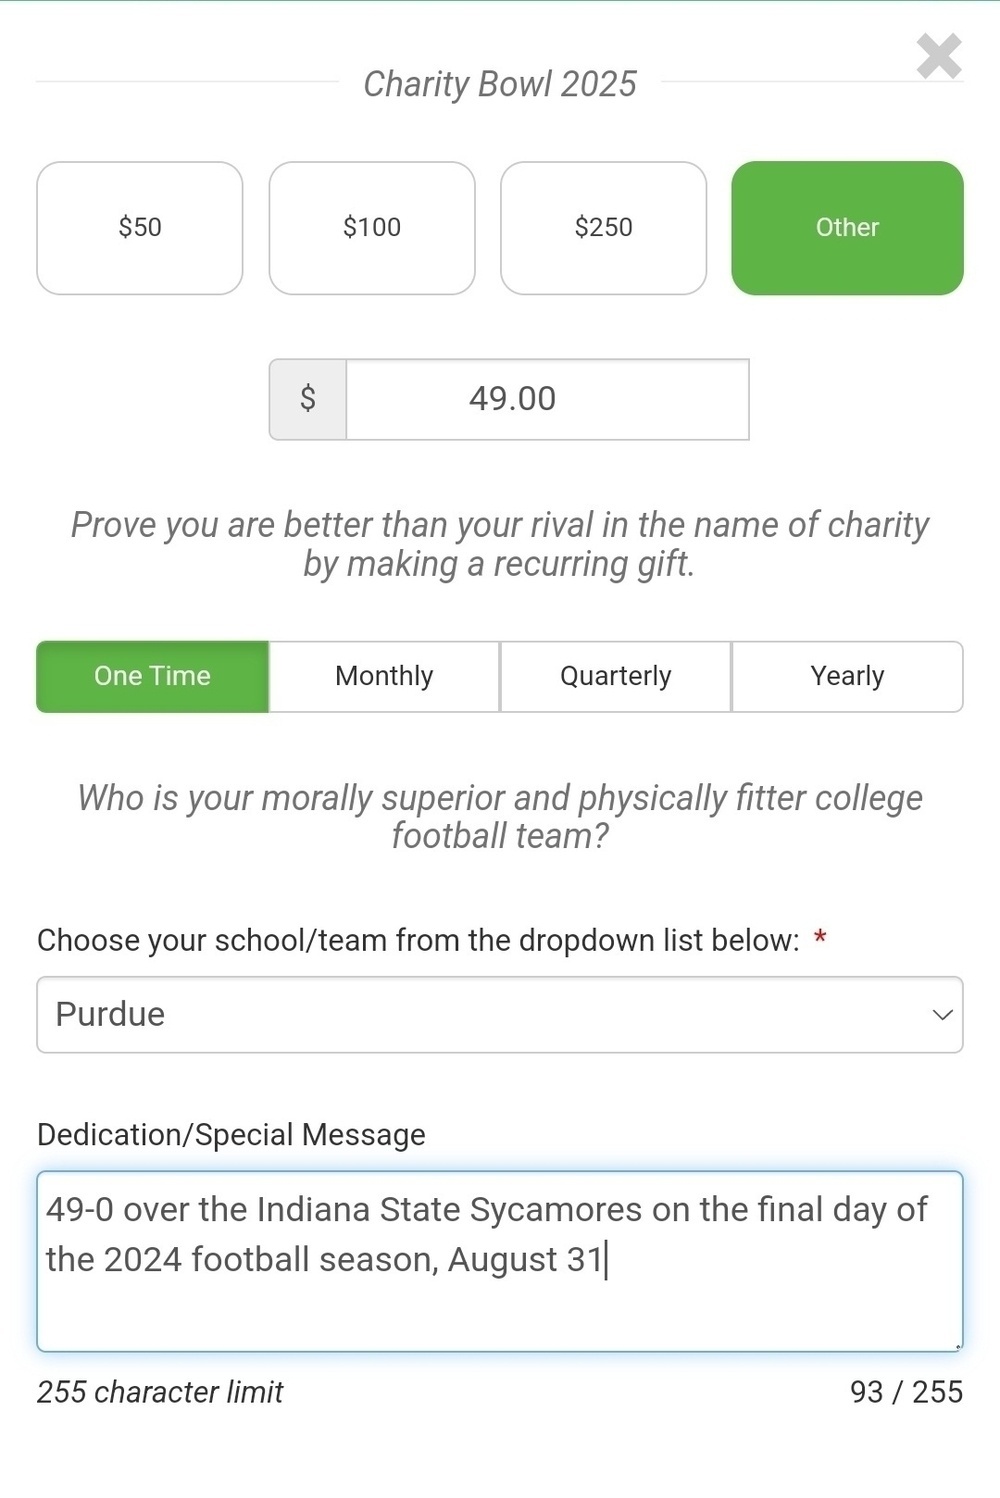 Charity Bowl 2025
$50
$100
$250
Other
$
49.00
Prove you are better than your rival in the name of charity
by making a recurring gift.
One Time
Monthly
Quarterly
Yearly
Who is your morally superior and physically fitter college
football team?
Choose your school/team from the dropdown list below: *
Purdue
Dedication/Special Message
49-0 over the Indiana State Sycamores on the final day of
the 2024 football season, August 31
255 character limit
93 / 255